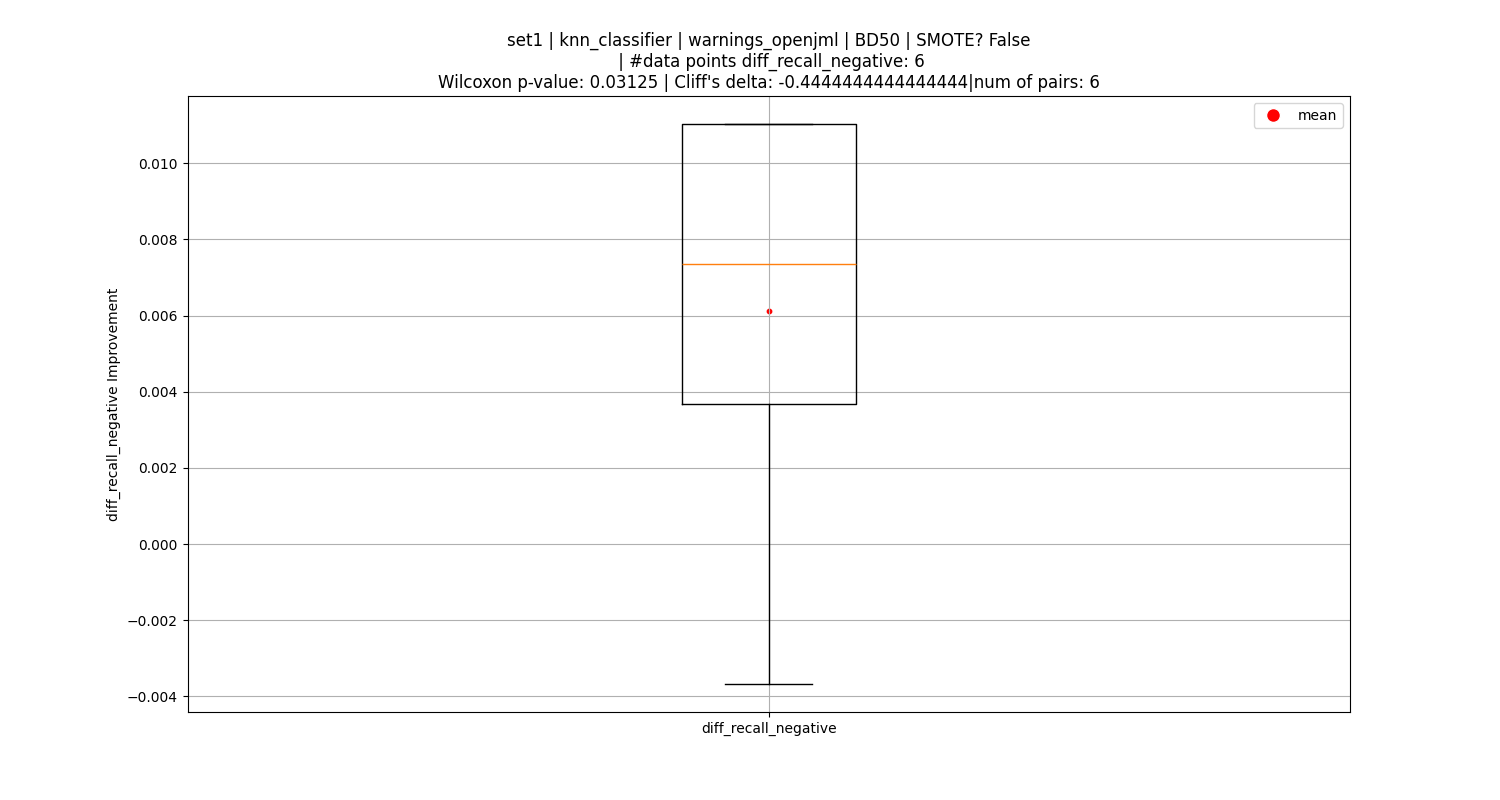 set1 | knn_classifier | warnings_openjml | BD50 | SMOTE? False
| #data points diff_recall_negative: 6
Wilcoxon p-value: 0.03125 | Cliff's delta: -0.4444444444444444|num of pairs: 6
mean
0.010
0.008
0.006
0.004
0.002
0.000
−0.002
−0.004
diff_recall_negative Improvement
diff_recall_negative